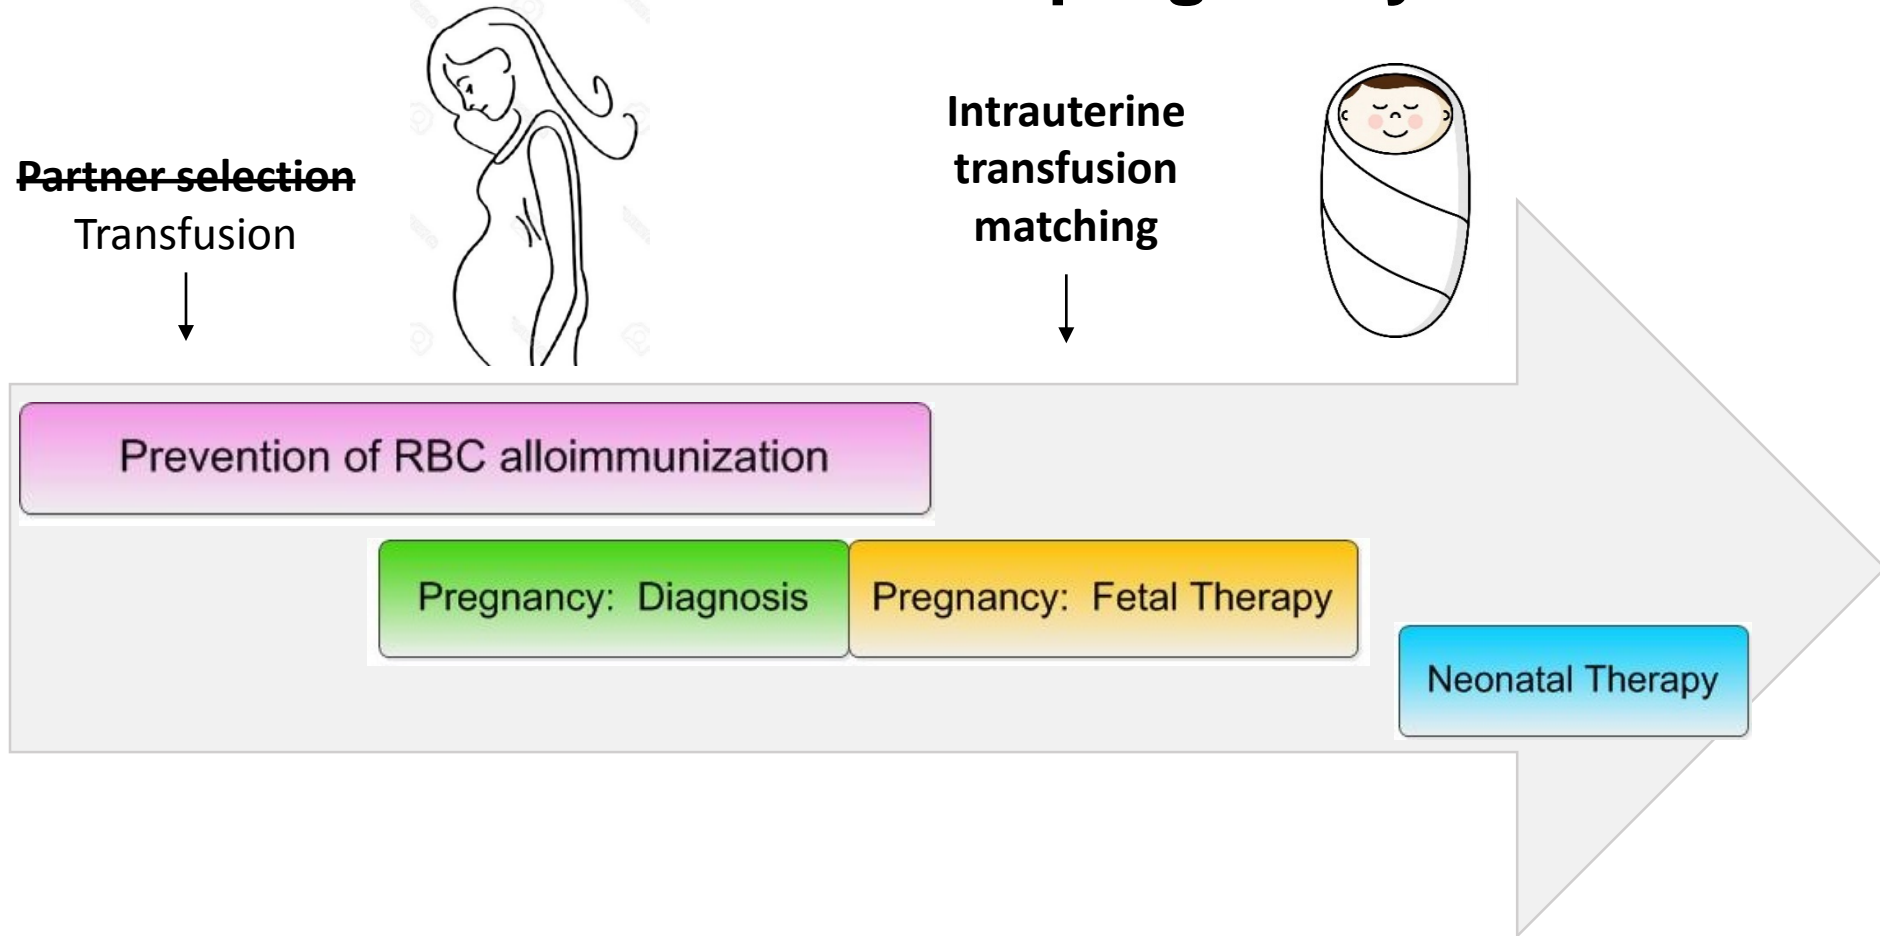 Partner selection
Transfusion
Intrauterine
transfusion
matching
Prevention of RBC alloimmunization
Pregnancy: Diagnosis
Pregnancy: Fetal Therapy
Neonatal Therapy